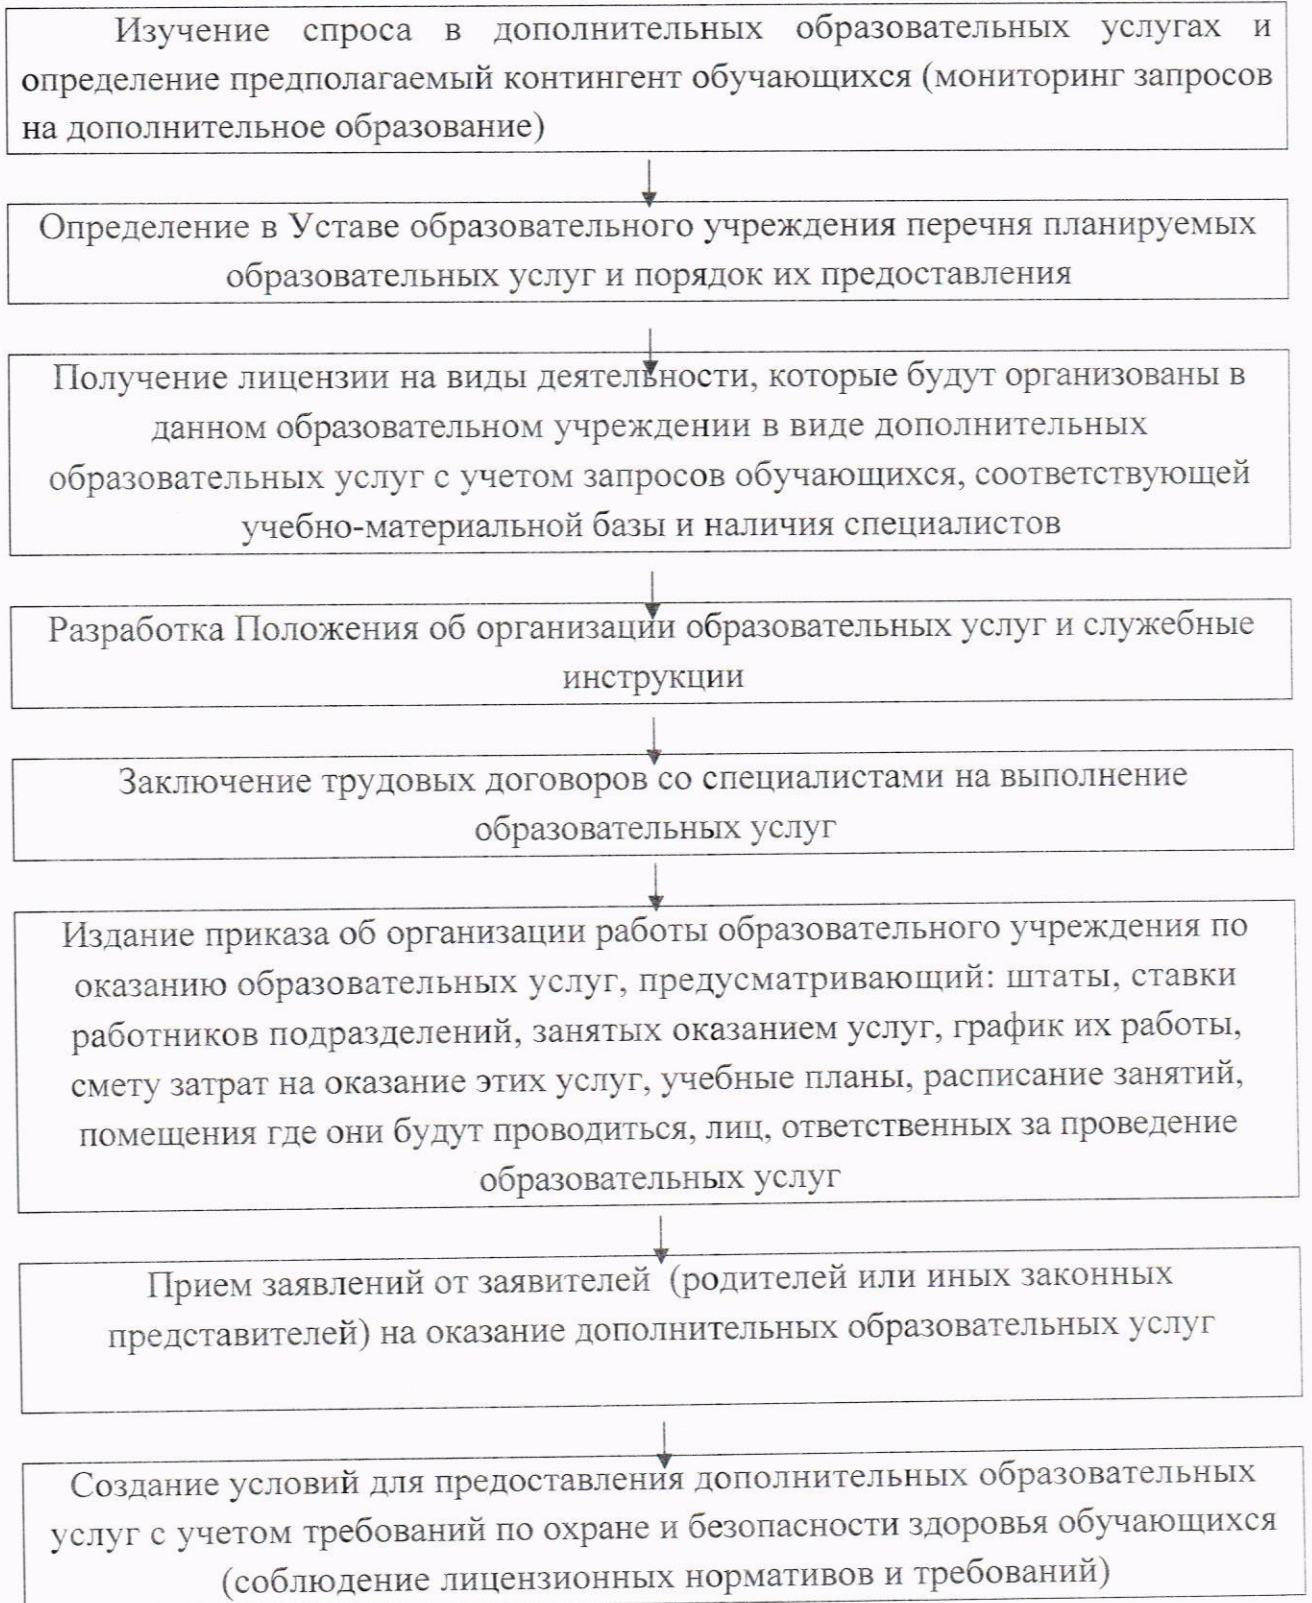 Изучение спроса в дополнительных образовательных услугах и
определение предполагаемый контингент обучающихся (мониторинг запросов
на дополнительное образование)
Определение в Уставе образовательного учреждения перечня планируемых
образовательных услуг и порядок их предоставления
Получение лицензии на виды деятельности, которые будут организованы в
данном образовательном учреждении в виде дополнительных
образовательных услуг с учетом запросов обучающихся, соответствующей
учебно-материальной базы и наличия специалистов
Разработка Положения об организации образовательных услуг и служебные
инструкции
Заключение трудовых договоров со специалистами на выполнение
образовательных услуг
Издание приказа об организации работы образовательного учреждения по
оказанию образовательных услуг, предусматривающий: штаты, ставки
работников подразделений, занятых оказанием услуг, график их работы,
смету затрат на оказание этих услуг, учебные планы, расписание занятий,
помещения где они будут проводиться, лиц, ответственных за проведение
образовательных услуг
Прием заявлений от заявителей (родителей или иных законных
представителей) на оказание дополнительных образовательных услуг
Создание условий для предоставления дополнительных образовательных
услуг с учетом требований по охране и безопасности здоровья обучающихся
(соблюдение лицензионных нормативов и требований)